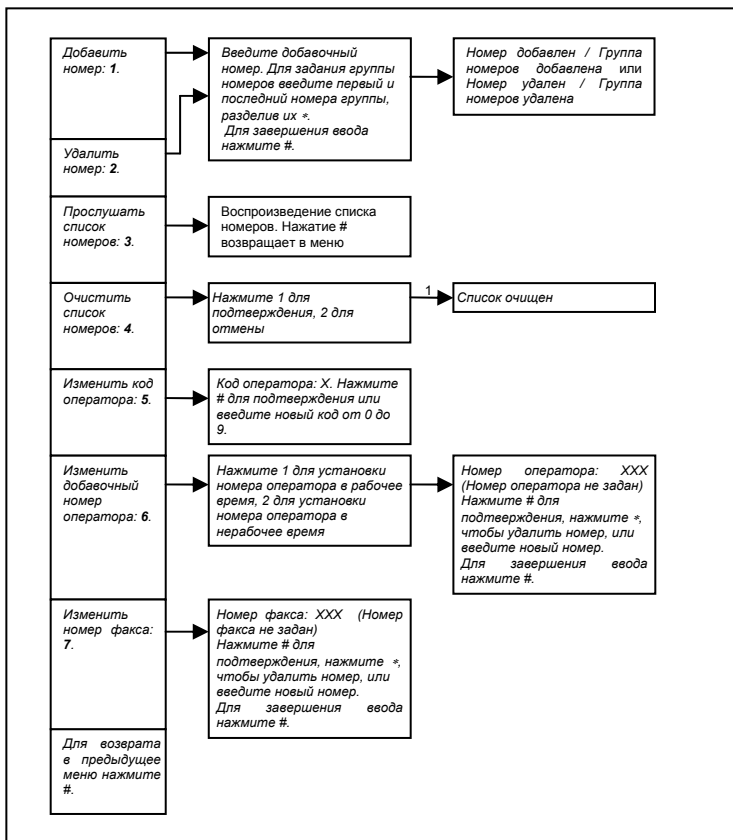 Добавить
номер: 1.
Введите добавочный
номер. Для задания группы
номеров введите первый и
последний номера группы,
разделив их *.
Для завершения ввода
нажмите #.
Номер добавлен / Группа
номеров добавлена или
Номер удален / Группа
номеров удалена
Удалить
номер: 2.
Прослушать
список
номеров: 3.
Воспроизведение списка
номеров. Нажатие #
возвращает в меню
Очистить
список
номеров: 4.
Нажмите 1 для
подтверждения, 2 для
отмены
1
Список очищен
Изменить код
оператора: 5.
Код оператора: X. Нажмите
# для подтверждения или
введите новый код от 0 до
9.
Изменить
добавочный
номер
оператора: 6.
Нажмите 1 для установки
номера оператора в рабочее
время, 2 для установки
номера оператора в
нерабочее время
Номер оператора: XXX
(Номер оператора не задан)
Нажмите # для
подтверждения, нажмите *,
чтобы удалить номер, или
введите новый номер.
Для завершения ввода
нажмите #.
Изменить
номер факса:
7.
Номер факса: XXX (Номер
факса не задан)
Нажмите # для
подтверждения, нажмите *,
чтобы удалить номер, или
введите новый номер.
Для завершения ввода
нажмите #.
Для возврата
в предыдущее
меню нажмите
#.